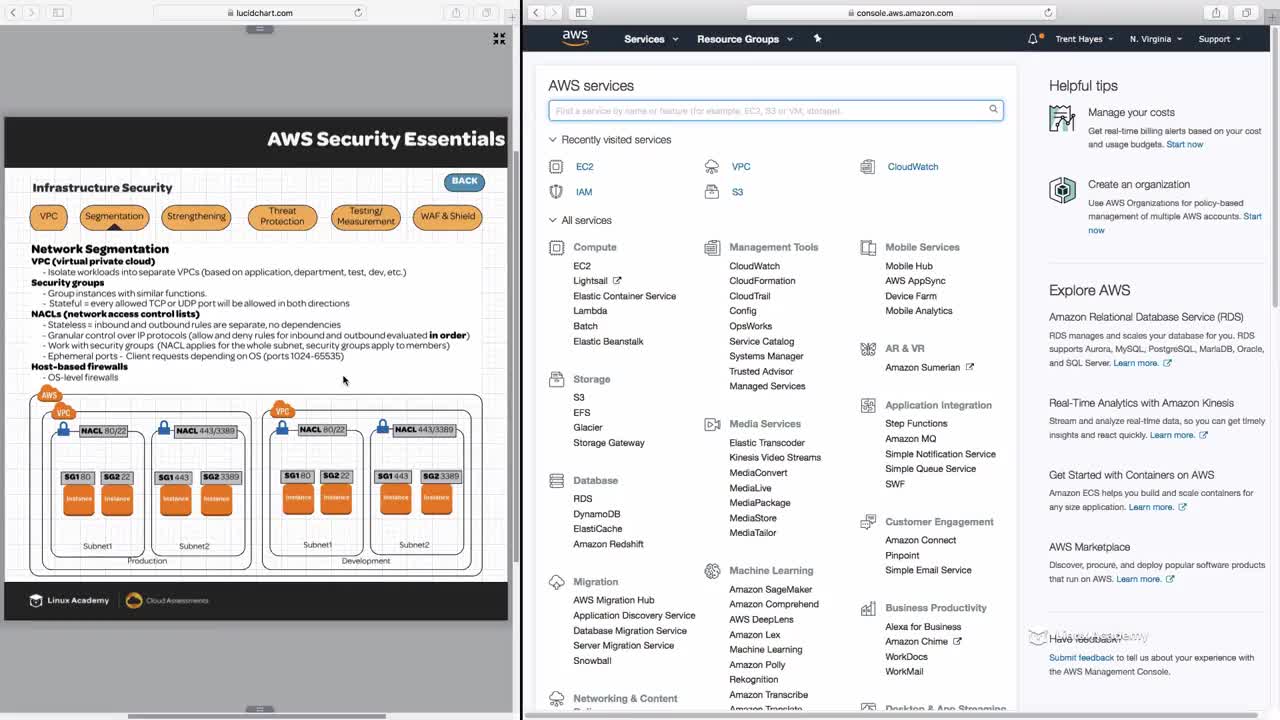 lucidchart.com
AWS Security Essentials
Infrastructure Security
BACK
VPC
Segmentation
Strengthening
Threat
Protection
Testing/
Measurement
WAF & Shield
Network Segmentation
VPC (virtual private cloud)
- Isolate workloads into separate VPCs (based on application, department, test, dev, etc.)
Security groups
- Group instances with similar functions.
- Stateful = every allowed TCP or UDP port will be allowed in both directions
NACLs (network access control lists)
- Stateless = inbound and outbound rules are separate, no dependencies
- Granular control over IP protocols (allow and deny rules for inbound and outbound evaluated in order)
- Work with security groups (NACL applies for the whole subnet, security groups apply to members)
- Ephemeral ports - Client requests depending on OS (ports 1024-65535)
Host-based firewalls
- OS-level firewalls
AWS
VPC
NACL 80/22
NACL 443/3389
VPC
NACL 80/22
NACL 443/3389
SG1 80
SG2 22
SG1 443
SG2 3389
SG1 80
SG2 22
SG1 443
SG2 3389
Instance
Instance
Instance
Instance
Instance
Instance
Instance
Instance
Subnet1
Subnet2
Subnet1
Subnet2
Production
Development
Linux Academy
Cloud Assessments
console.aws.amazon.com
aws
Services
Resource Groups
Trent Hayes
N. Virginia
Support
AWS services
Find a service by name or feature (for example, EC2, S3 or VM, storage).
Recently visited services
EC2
VPC
CloudWatch
IAM
S3
All services
Compute
EC2
Lightsail
Elastic Container Service
Lambda
Batch
Elastic Beanstalk
Storage
S3
EFS
Glacier
Storage Gateway
Database
RDS
DynamoDB
ElastiCache
Amazon Redshift
Migration
AWS Migration Hub
Application Discovery Service
Database Migration Service
Server Migration Service
Snowball
Networking & Content
Management Tools
CloudWatch
CloudFormation
CloudTrail
Config
OpsWorks
Service Catalog
Systems Manager
Trusted Advisor
Managed Services
Media Services
Elastic Transcoder
Kinesis Video Streams
MediaConvert
MediaLive
MediaPackage
MediaStore
MediaTailor
Machine Learning
Amazon SageMaker
Amazon Comprehend
AWS DeepLens
Amazon Lex
Machine Learning
Amazon Polly
Rekognition
Amazon Transcribe
Amazon Translate
Mobile Services
Mobile Hub
AWS AppSync
Device Farm
Mobile Analytics
AR & VR
Amazon Sumerian
Application Integration
Step Functions
Amazon MQ
Simple Notification Service
Simple Queue Service
SWF
Customer Engagement
Amazon Connect
Pinpoint
Simple Email Service
Business Productivity
Alexa for Business
Amazon Chime
WorkDocs
WorkMail
Desktop & App Streaming
Helpful tips
Manage your costs
Get real-time billing alerts based on your cost
and usage budgets. Start now
Create an organization
Use AWS Organizations for policy-based
management of multiple AWS accounts. Start
now
Explore AWS
Amazon Relational Database Service (RDS)
RDS manages and scales your database for you. RDS
supports Aurora, MySQL, PostgreSQL, MariaDB, Oracle,
and SQL Server. Learn more.
Real-Time Analytics with Amazon Kinesis
Stream and analyze real-time data, so you can get timely
insights and react quickly. Learn more.
Get Started with Containers on AWS
Amazon ECS helps you build and scale containers for
any size application. Learn more.
AWS Marketplace
Discover, procure, and deploy popular software products
that run on AWS. Learn more.
Have feedback?
Linux Academy
Submit feedback to tell us about your experience with
the AWS Management Console.